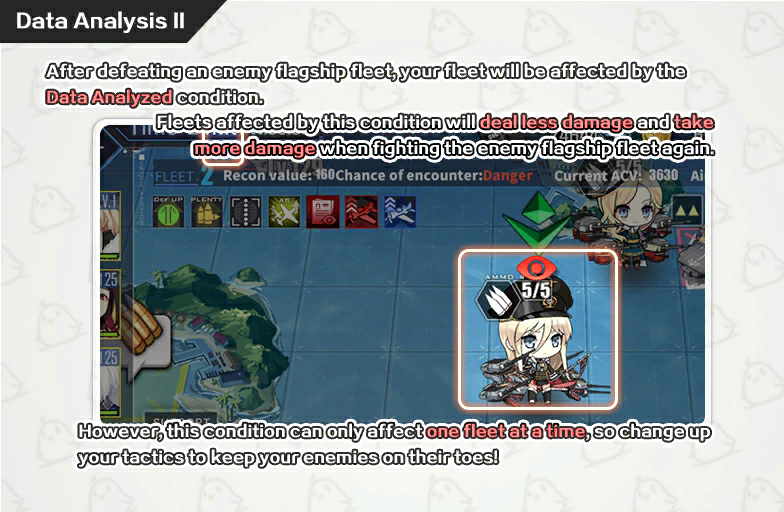 Data Analysis II
After defeating an enemy flagship fleet, your fleet will be affected by the
Data Analyzed condition.
Fleets affected by this condition will deal less damage and take
more damage when fighting the enemy flagship fleet again.
FLEET. 2 Recon value: 160 Chance of encounter:Danger Current ACV: 3630 Ai
DEF UP PLENTY AS
AMMO
5/5
125
125
However, this condition can only affect one fleet at a time, so change up
your tactics to keep your enemies on their toes!